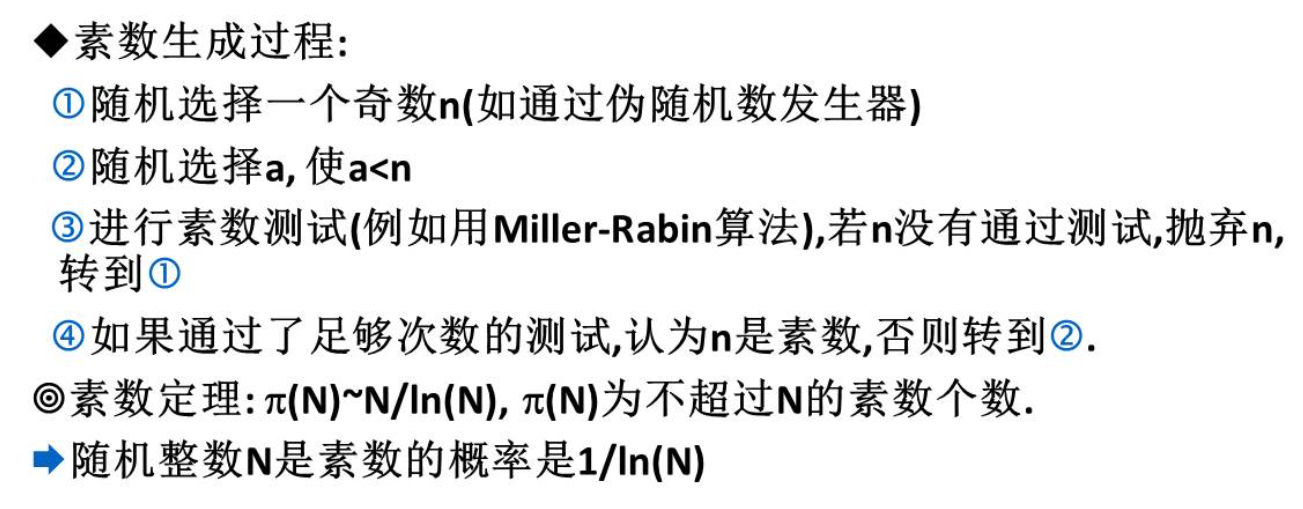 ◆素数生成过程:
①随机选择一个奇数n(如通过伪随机数发生器)
②随机选择a, 使a<n
③进行素数测试(例如用Miller-Rabin算法),若n没有通过测试,抛弃n,
转到①
④如果通过了足够次数的测试,认为n是素数,否则转到②.
◎素数定理: π(N)~N/ln(N), π(N)为不超过N的素数个数.
➡随机整数N是素数的概率是1/ln(N)